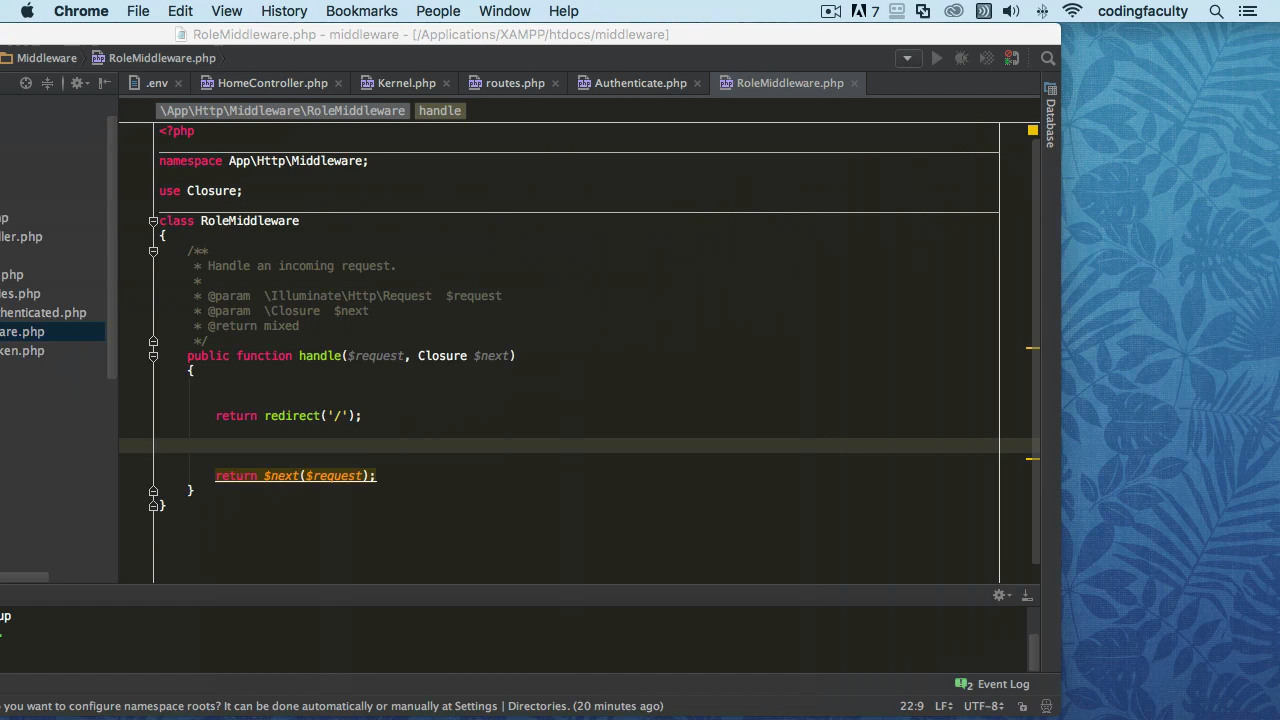 Chrome File Edit View History Bookmarks People Window Help 7 codingfaculty
RoleMiddleware.php - middleware - [/Applications/XAMPP/htdocs/middleware]
Middleware RoleMiddleware.php
.env HomeController.php Kernel.php routes.php Authenticate.php RoleMiddleware.php
\App\Http\Middleware\RoleMiddleware handle
Database
<?php
namespace App\Http\Middleware;
use Closure;
class RoleMiddleware
{
/**
* Handle an incoming request.
*
* @param \Illuminate\Http\Request $request
* @param \Closure $next
* @return mixed
*/
public function handle($request, Closure $next)
{
return redirect('/');
return $next($request);
}
}
ller.php
.php
ies.php
henticated.php
are.php
ken.php
up
2 Event Log
you want to configure namespace roots? It can be done automatically or manually at Settings | Directories. (20 minutes ago) 22:9 LF UTF-8